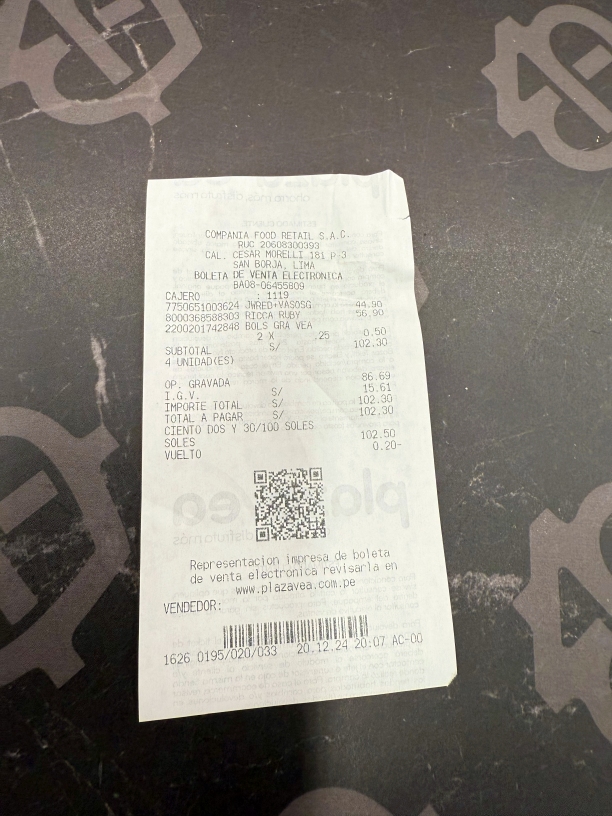 COMPANIA FOOD RETAIL S.A.C.
RUC 20608300393
CAL. CESAR MORELLI 181 P-3
SAN BORJA, LIMA
BOLETA DE VENTA ELECTRONICA
BA08-06455809
CAJERO : 1119
7750651003624 JWRED+VASOSG 44.90
8000368588303 RICCA RUBY 56.90
2200201742848 BOLS GRA VEA
2 X .25 0.50
SUBTOTAL S/ 102.30
4 UNIDAD(ES)
OP. GRAVADA 86.69
I.G.V. S/ 15.61
IMPORTE TOTAL S/ 102.30
TOTAL A PAGAR S/ 102.30
CIENTO DOS Y 30/100 SOLES
SOLES 102.50
VUELTO 0.20-
Representacion impresa de boleta
de venta electronica revisarla en
www.plazavea.com.pe
VENDEDOR:
1626 0195/020/033 20.12.24 20:07 AC-00